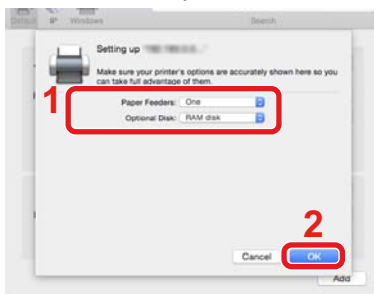 Default IP Windows Search
Setting up
Make sure your printer's options are accurately shown here so you
can take full advantage of them.
1
Paper Feeders: One
Optional Disk: RAM disk
2
Cancel OK
Add